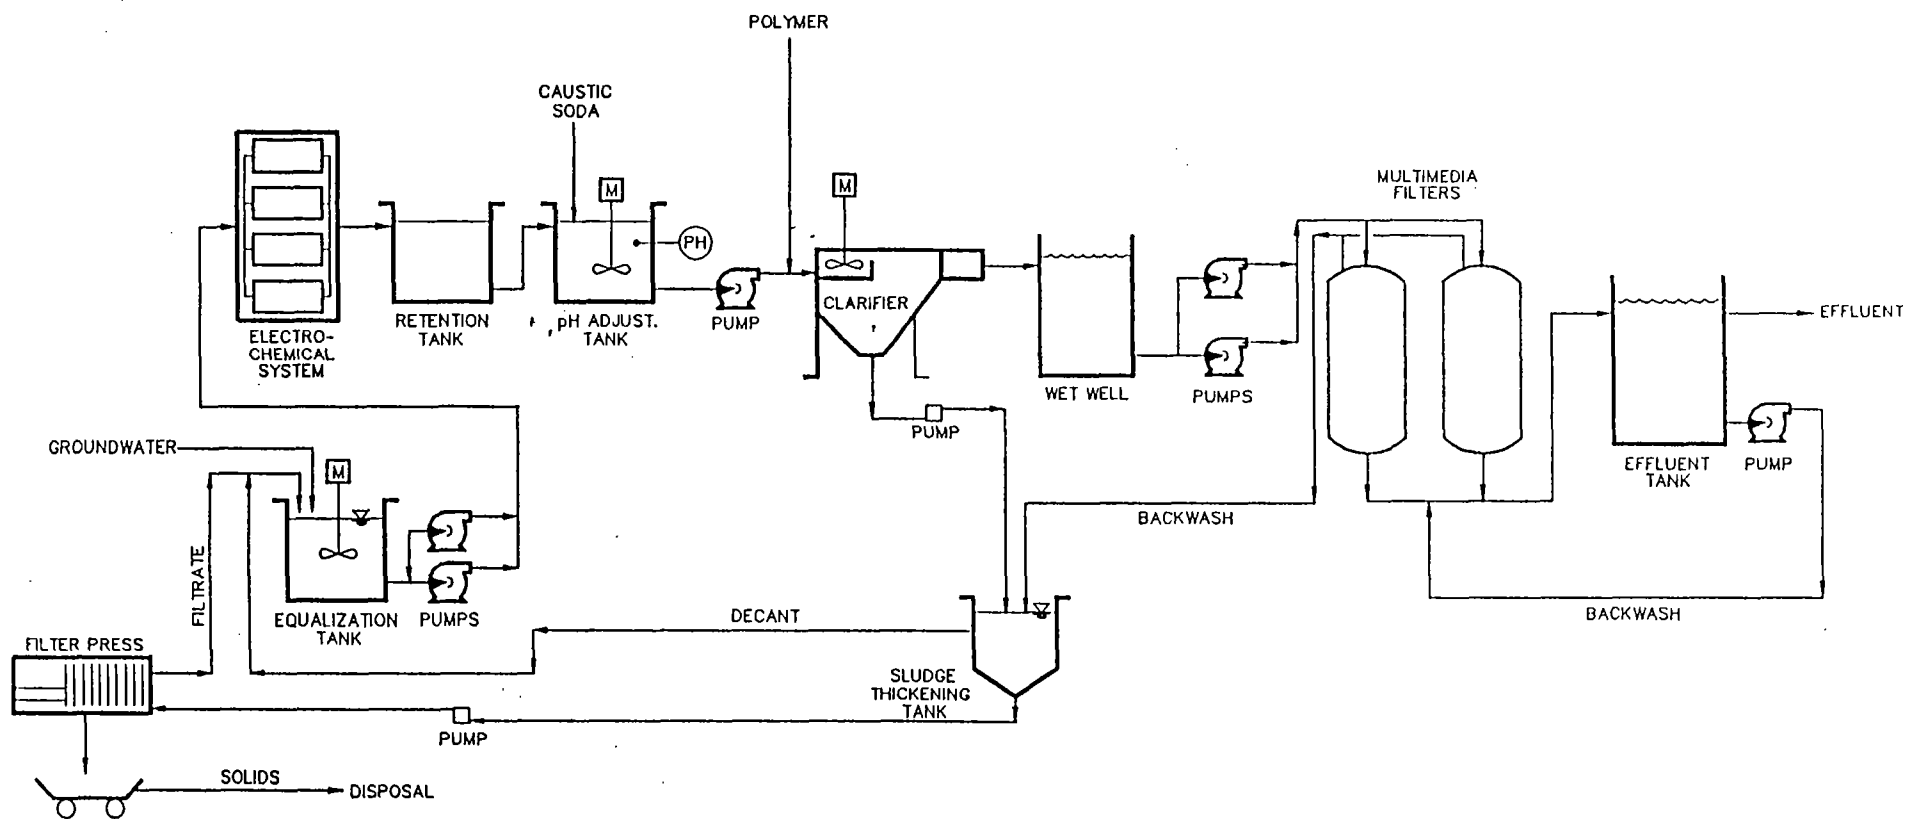 POLYMER
CAUSTIC
SODA
M
M
PH
MULTIMEDIA
FILTERS
ELECTRO-
CHEMICAL
SYSTEM
RETENTION
TANK
pH ADJUST.
TANK
PUMP
CLARIFIER
PUMP
WET WELL
PUMPS
EFFLUENT
EFFLUENT
TANK
PUMP
GROUNDWATER
M
FILTRATE
EQUALIZATION
TANK
PUMPS
BACKWASH
BACKWASH
DECANT
FILTER PRESS
SLUDGE
THICKENING
TANK
PUMP
SOLIDS
DISPOSAL